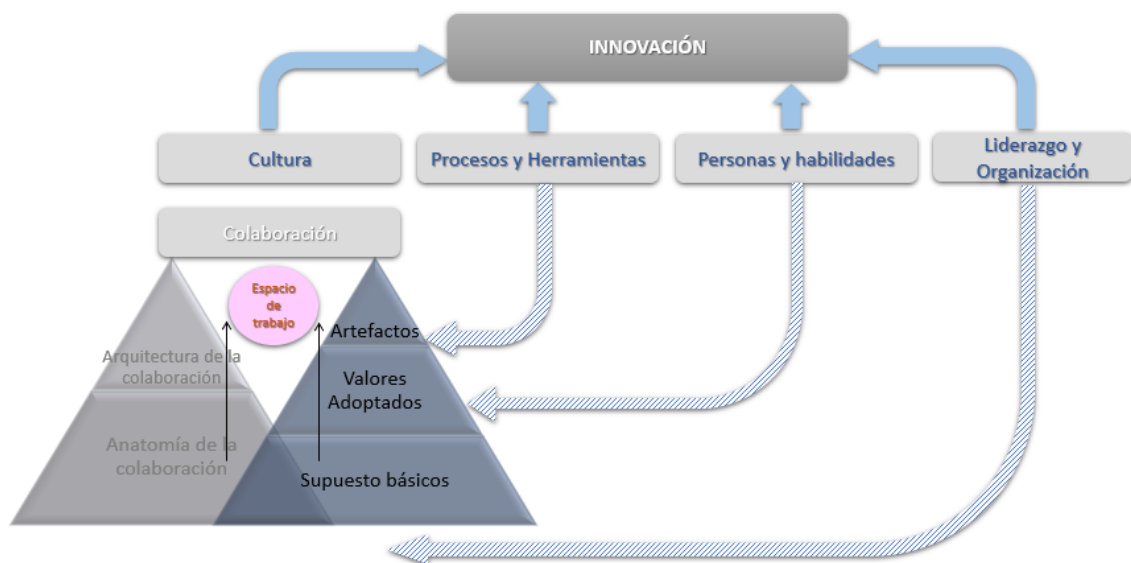 INNOVACIÓN
Cultura
Procesos y Herramientas
Personas y habilidades
Liderazgo y
Organización
Colaboración
Espacio
de
trabajo
Artefactos
Arquitectura de la
colaboración
Valores
Adoptados
Anatomía de la
colaboración
Supuesto básicos